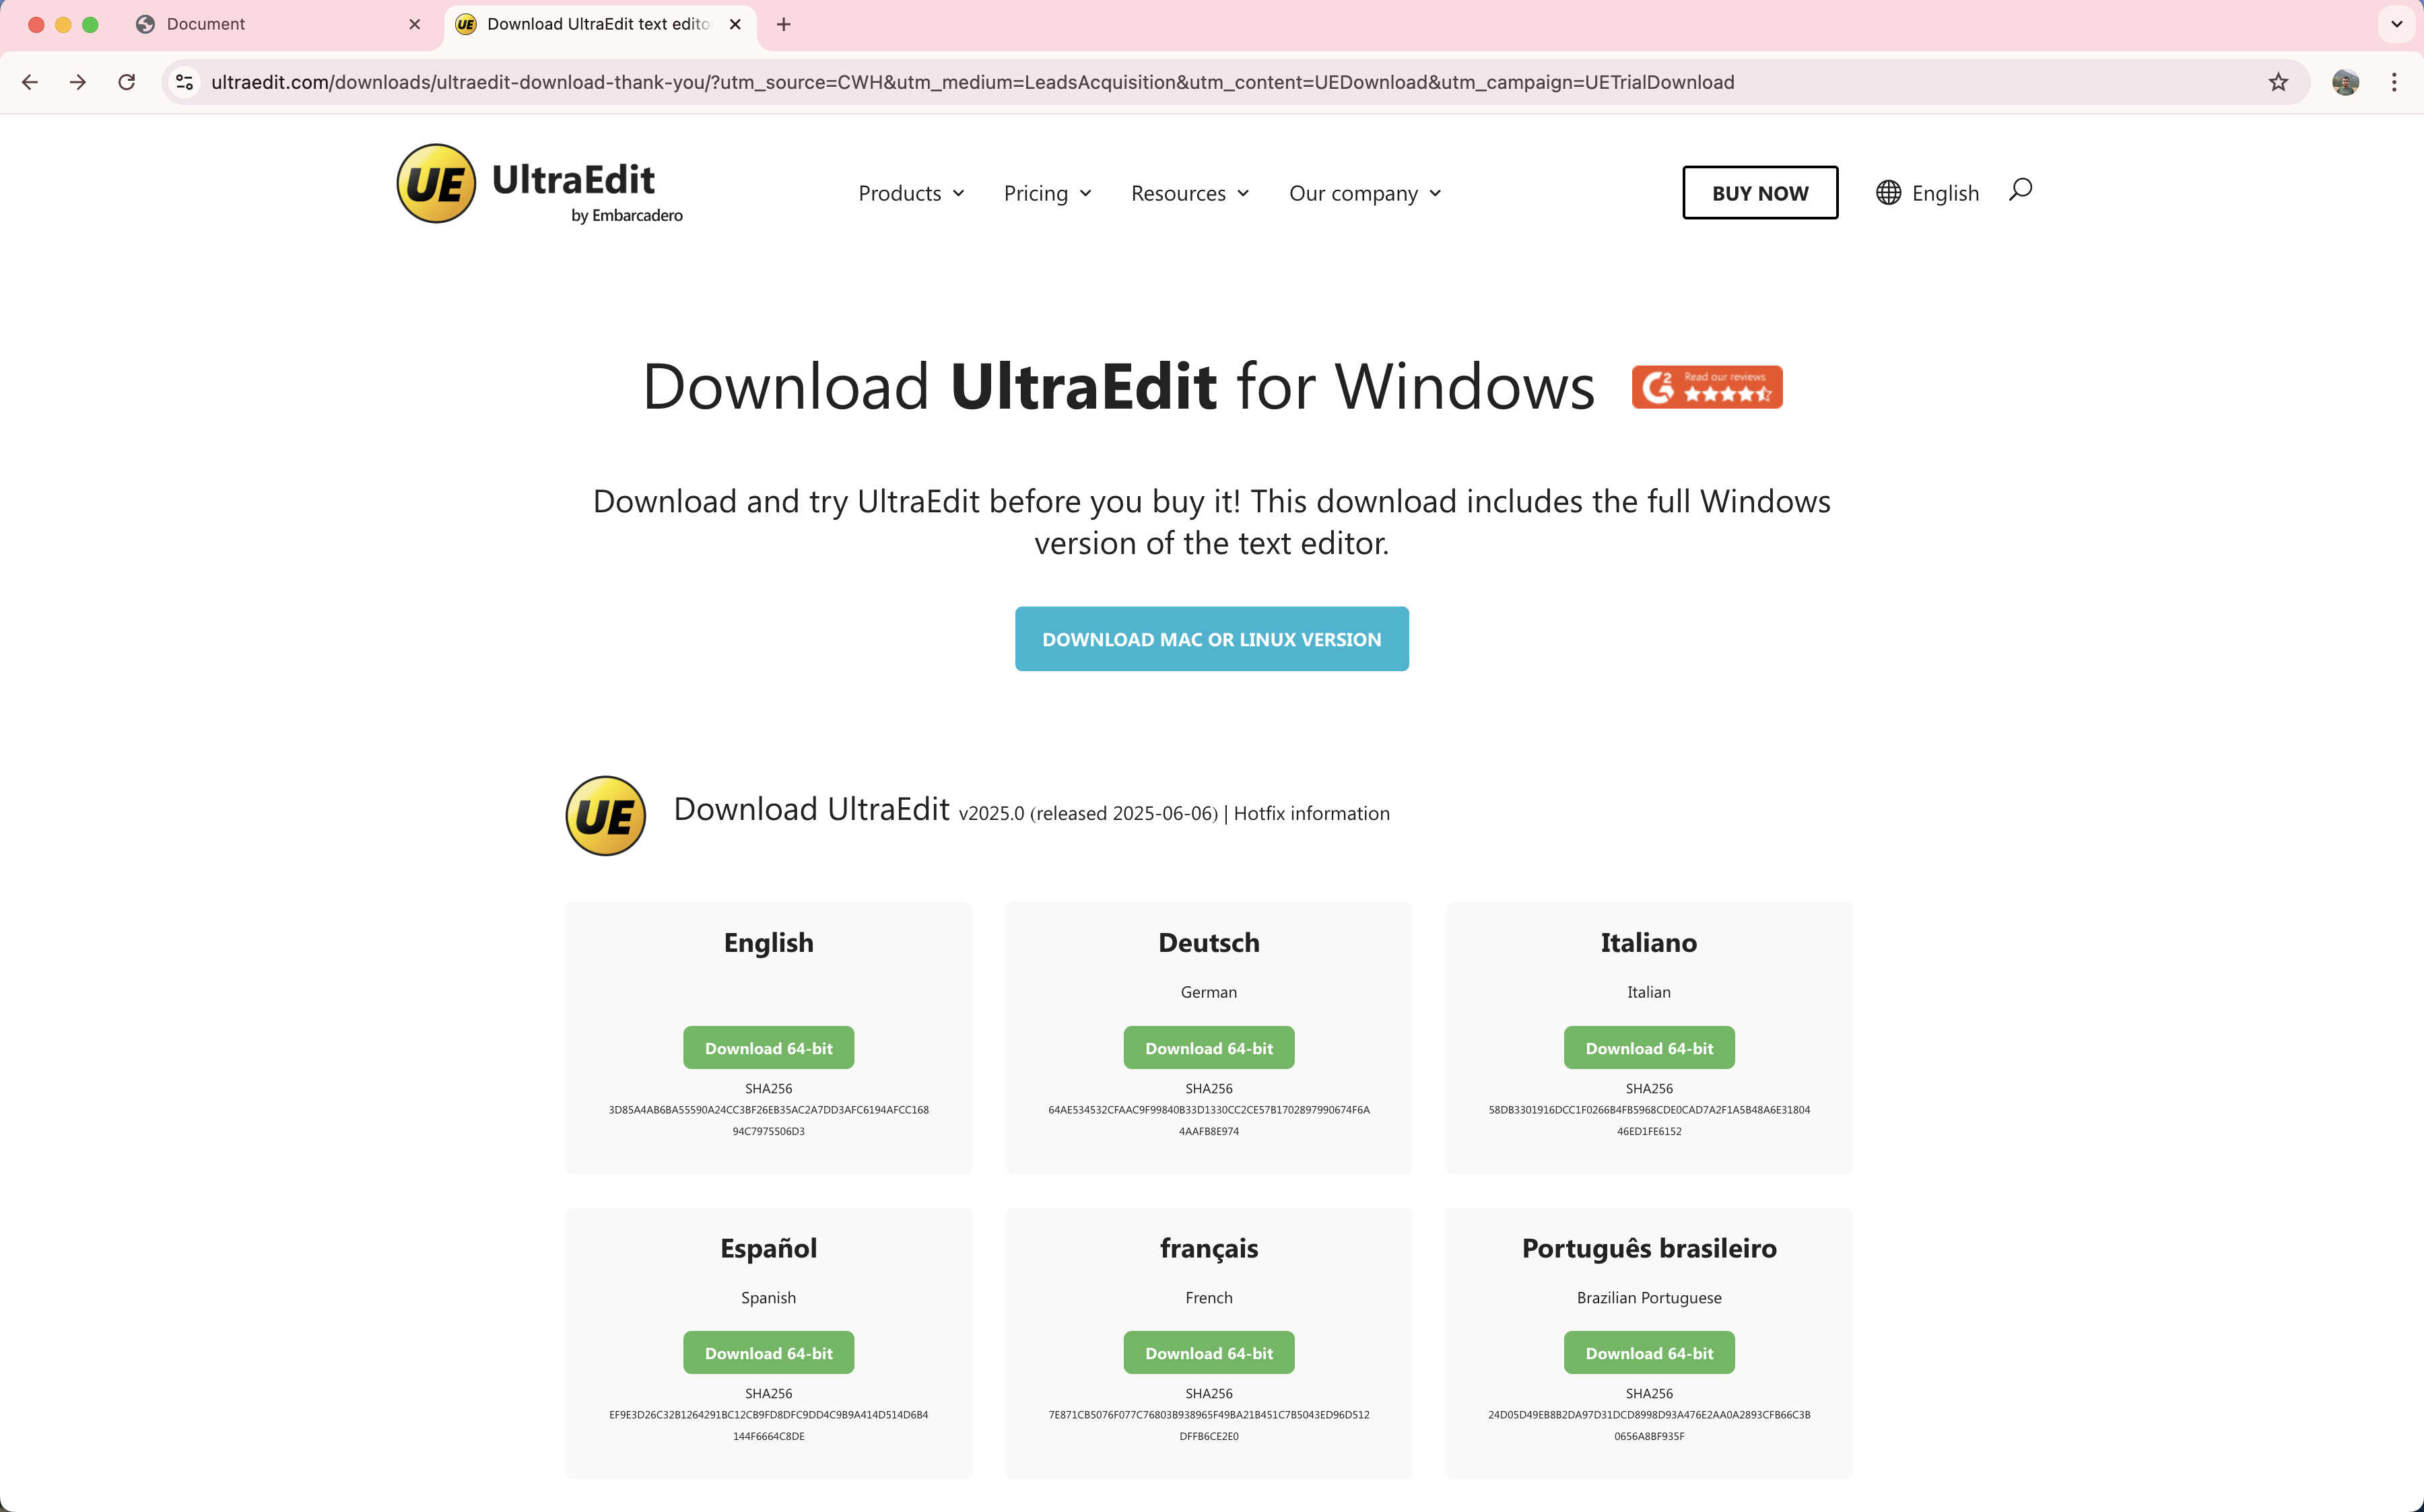 Document
Download UltraEdit text edito
ultraedit.com/downloads/ultraedit-download-thank-you/?utm_source=CWH&utm_medium=LeadsAcquisition&utm_content=UEDownload&utm_campaign=UETrialDownload
UE UltraEdit
by Embarcadero
Products
Pricing
Resources
Our company
BUY NOW
English
Download UltraEdit for Windows
G2 Read our reviews
Download and try UltraEdit before you buy it! This download includes the full Windows
version of the text editor.
DOWNLOAD MAC OR LINUX VERSION
UE Download UltraEdit v2025.0 (released 2025-06-06) | Hotfix information
English
Download 64-bit
SHA256
3D85A4AB6BA55590A24CC3BF26EB35AC2A7DD3AFC6194AFCC168
94C7975506D3
Deutsch
German
Download 64-bit
SHA256
64AE534532CFAAC9F99840B33D1330CC2CE57B1702897990674F6A
4AAFB8E974
Italiano
Italian
Download 64-bit
SHA256
58DB3301916DCC1F0266B4FB5968CDE0CAD7A2F1A5B48A6E31804
46ED1FE6152
Español
Spanish
Download 64-bit
SHA256
EF9E3D26C32B1264291BC12CB9FD8DFC9DD4C9B9A414D514D6B4
144F6664C8DE
français
French
Download 64-bit
SHA256
7E871CB5076F077C76803B938965F49BA21B451C7B5043ED96D512
DFFB6CE2E0
Português brasileiro
Brazilian Portuguese
Download 64-bit
SHA256
24D05D49EB8B2DA97D31DCD8998D93A476E2AA0A2893CFB66C3B
0656A8BF935F